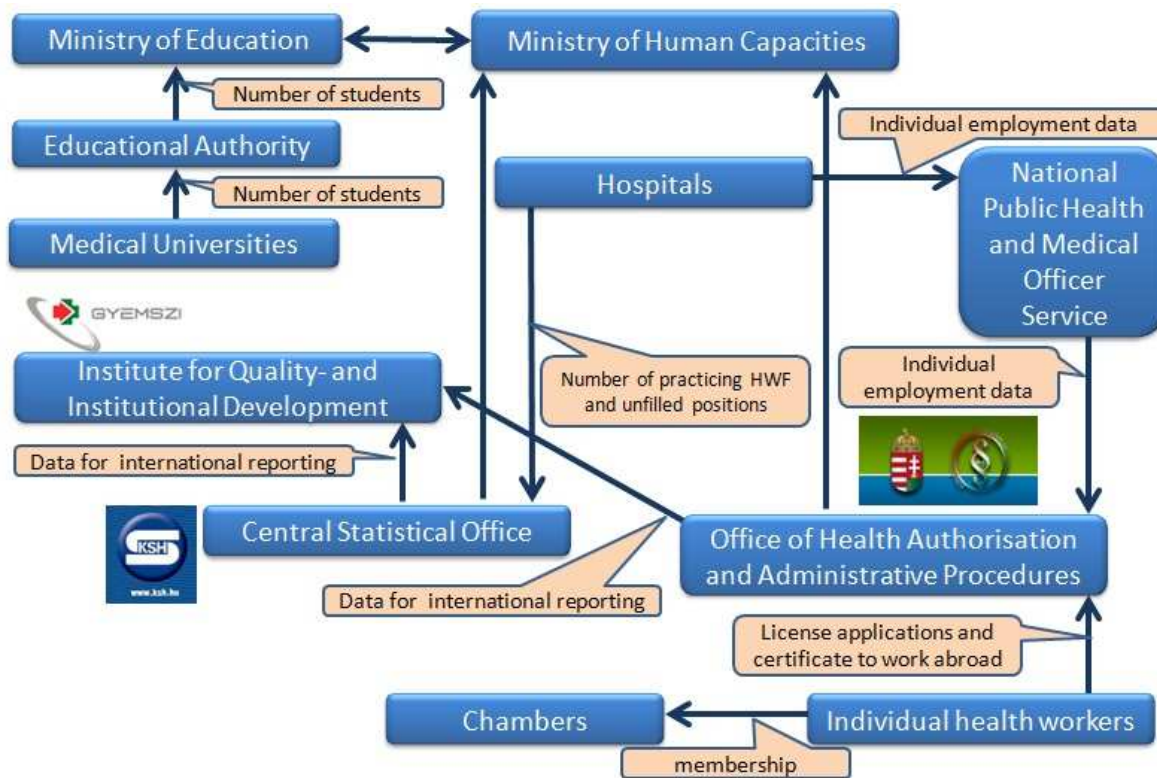 Ministry of Education
Ministry of Human Capacities
Number of students
Individual employment data
Educational Authority
Hospitals
National
Public Health
and Medical
Officer
Service
Number of students
Medical Universities
GYEMSZI
Institute for Quality- and
Institutional Development
Number of practicing HWF
and unfilled positions
Individual
employment data
Data for international reporting
KSH
www.ksh.hu
Central Statistical Office
§
Office of Health Authorisation
and Administrative Procedures
Data for international reporting
License applications and
certificate to work abroad
Chambers
Individual health workers
membership